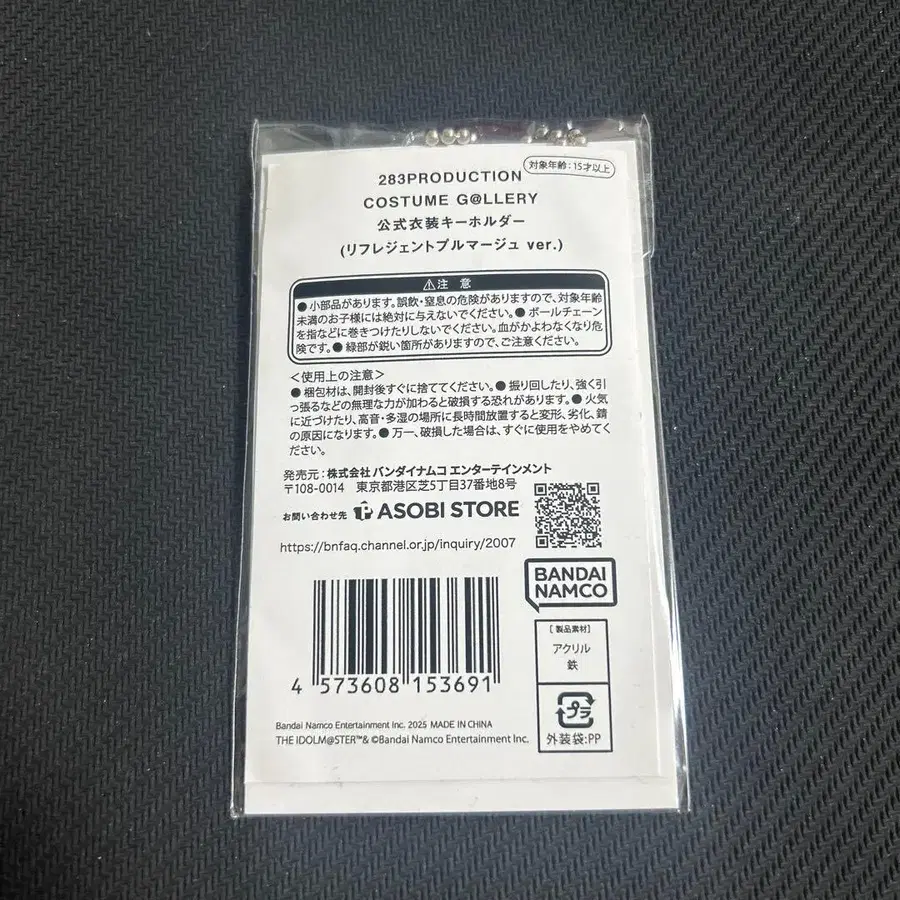 対象年齢：15才以上
283PRODUCTION
COSTUME G@LLERY
公式衣装キーホルダー
(リフレジェントプルマージュ ver.)
⚠注 意
●小部品があります。誤飲・窒息の危険がありますので、対象年齢
未満のお子様には絶対に与えないでください。●ボールチェーン
を指などに巻きつけたりしないでください。血がかよわなくなり危
険です。●縁部が鋭い箇所がありますので、ご注意ください。
＜使用上の注意＞
●梱包材は、開封後すぐに捨ててください。●振り回したり、強く引
っ張るなどの無理な力が加わると破損する恐れがあります。●火気
に近づけたり、高音・多湿の場所に長時間放置すると変形、劣化、錆
の原因になります。●万一、破損した場合は、すぐに使用をやめてく
ださい。
発売元：株式会社 バンダイナムコ エンターテインメント
〒108-0014 東京都港区芝5丁目37番地8号
お問い合わせ先 ASOBI STORE
https://bnfaq.channel.or.jp/inquiry/2007
BANDAI
NAMCO
[製品素材]
アクリル
鉄
プラ
外装袋:PP
4 573608 153691
Bandai Namco Entertainment Inc. 2025 MADE IN CHINA
THE IDOLM@STER™& ©Bandai Namco Entertainment Inc.